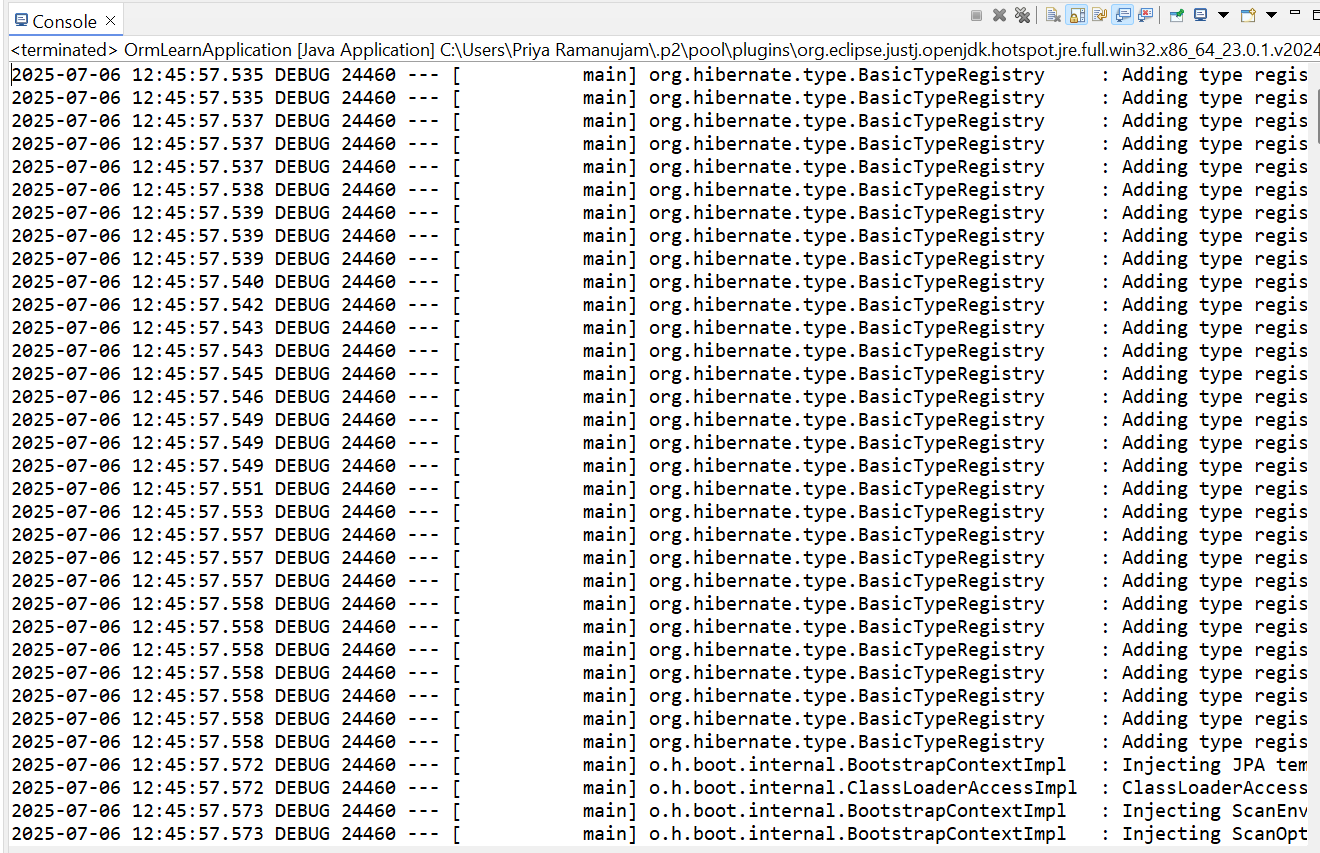 Console
<terminated> OrmLearnApplication [Java Application] C:\Users\Priya Ramanujam\.p2\pool\plugins\org.eclipse.justj.openjdk.hotspot.jre.full.win32.x86_64_23.0.1.v2024
2025-07-06 12:45:57.535 DEBUG 24460 --- [           main] org.hibernate.type.BasicTypeRegistry     : Adding type regis
2025-07-06 12:45:57.535 DEBUG 24460 --- [           main] org.hibernate.type.BasicTypeRegistry     : Adding type regis
2025-07-06 12:45:57.537 DEBUG 24460 --- [           main] org.hibernate.type.BasicTypeRegistry     : Adding type regis
2025-07-06 12:45:57.537 DEBUG 24460 --- [           main] org.hibernate.type.BasicTypeRegistry     : Adding type regis
2025-07-06 12:45:57.537 DEBUG 24460 --- [           main] org.hibernate.type.BasicTypeRegistry     : Adding type regis
2025-07-06 12:45:57.538 DEBUG 24460 --- [           main] org.hibernate.type.BasicTypeRegistry     : Adding type regis
2025-07-06 12:45:57.539 DEBUG 24460 --- [           main] org.hibernate.type.BasicTypeRegistry     : Adding type regis
2025-07-06 12:45:57.539 DEBUG 24460 --- [           main] org.hibernate.type.BasicTypeRegistry     : Adding type regis
2025-07-06 12:45:57.539 DEBUG 24460 --- [           main] org.hibernate.type.BasicTypeRegistry     : Adding type regis
2025-07-06 12:45:57.540 DEBUG 24460 --- [           main] org.hibernate.type.BasicTypeRegistry     : Adding type regis
2025-07-06 12:45:57.542 DEBUG 24460 --- [           main] org.hibernate.type.BasicTypeRegistry     : Adding type regis
2025-07-06 12:45:57.543 DEBUG 24460 --- [           main] org.hibernate.type.BasicTypeRegistry     : Adding type regis
2025-07-06 12:45:57.543 DEBUG 24460 --- [           main] org.hibernate.type.BasicTypeRegistry     : Adding type regis
2025-07-06 12:45:57.545 DEBUG 24460 --- [           main] org.hibernate.type.BasicTypeRegistry     : Adding type regis
2025-07-06 12:45:57.546 DEBUG 24460 --- [           main] org.hibernate.type.BasicTypeRegistry     : Adding type regis
2025-07-06 12:45:57.549 DEBUG 24460 --- [           main] org.hibernate.type.BasicTypeRegistry     : Adding type regis
2025-07-06 12:45:57.549 DEBUG 24460 --- [           main] org.hibernate.type.BasicTypeRegistry     : Adding type regis
2025-07-06 12:45:57.549 DEBUG 24460 --- [           main] org.hibernate.type.BasicTypeRegistry     : Adding type regis
2025-07-06 12:45:57.551 DEBUG 24460 --- [           main] org.hibernate.type.BasicTypeRegistry     : Adding type regis
2025-07-06 12:45:57.553 DEBUG 24460 --- [           main] org.hibernate.type.BasicTypeRegistry     : Adding type regis
2025-07-06 12:45:57.557 DEBUG 24460 --- [           main] org.hibernate.type.BasicTypeRegistry     : Adding type regis
2025-07-06 12:45:57.557 DEBUG 24460 --- [           main] org.hibernate.type.BasicTypeRegistry     : Adding type regis
2025-07-06 12:45:57.557 DEBUG 24460 --- [           main] org.hibernate.type.BasicTypeRegistry     : Adding type regis
2025-07-06 12:45:57.558 DEBUG 24460 --- [           main] org.hibernate.type.BasicTypeRegistry     : Adding type regis
2025-07-06 12:45:57.558 DEBUG 24460 --- [           main] org.hibernate.type.BasicTypeRegistry     : Adding type regis
2025-07-06 12:45:57.558 DEBUG 24460 --- [           main] org.hibernate.type.BasicTypeRegistry     : Adding type regis
2025-07-06 12:45:57.558 DEBUG 24460 --- [           main] org.hibernate.type.BasicTypeRegistry     : Adding type regis
2025-07-06 12:45:57.558 DEBUG 24460 --- [           main] org.hibernate.type.BasicTypeRegistry     : Adding type regis
2025-07-06 12:45:57.558 DEBUG 24460 --- [           main] org.hibernate.type.BasicTypeRegistry     : Adding type regis
2025-07-06 12:45:57.558 DEBUG 24460 --- [           main] org.hibernate.type.BasicTypeRegistry     : Adding type regis
2025-07-06 12:45:57.572 DEBUG 24460 --- [           main] o.h.boot.internal.BootstrapContextImpl   : Injecting JPA tem
2025-07-06 12:45:57.572 DEBUG 24460 --- [           main] o.h.boot.internal.ClassLoaderAccessImpl  : ClassLoaderAccess
2025-07-06 12:45:57.573 DEBUG 24460 --- [           main] o.h.boot.internal.BootstrapContextImpl   : Injecting ScanEnv
2025-07-06 12:45:57.573 DEBUG 24460 --- [           main] o.h.boot.internal.BootstrapContextImpl   : Injecting ScanOpt